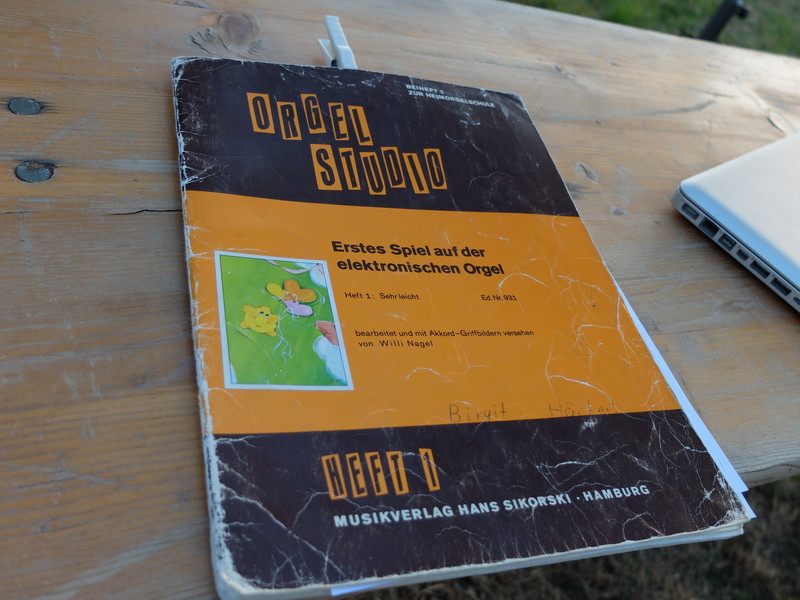 BEIHEFT 1
ZUR HEIMORGELSCHULE
ORGEL
STUDIO
Erstes Spiel auf der
elektronischen Orgel
Heft 1: Sehr leicht Ed. Nr. 931
bearbeitet und mit Akkord-Griffbildern versehen
von Willi Nagel
Birgit
HEFT 1
MUSIKVERLAG HANS SIKORSKI · HAMBURG